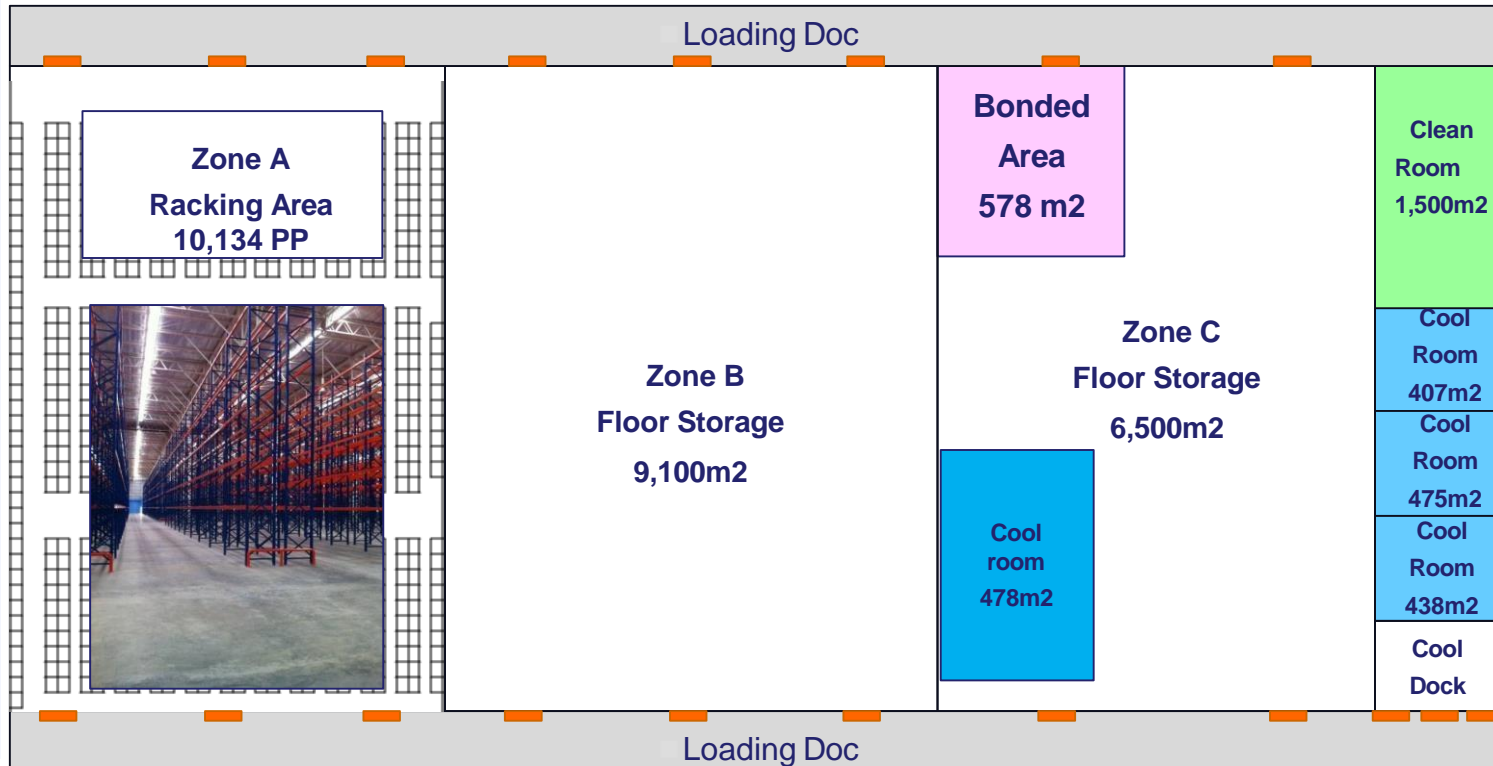 Loading Doc
Zone A
Racking Area
10,134 PP
Zone B
Floor Storage
9,100m2
Bonded
Area
578 m2
Zone C
Floor Storage
6,500m2
Cool
room
478m2
Clean
Room
1,500m2
Cool
Room
407m2
Cool
Room
475m2
Cool
Room
438m2
Cool
Dock
Loading Doc